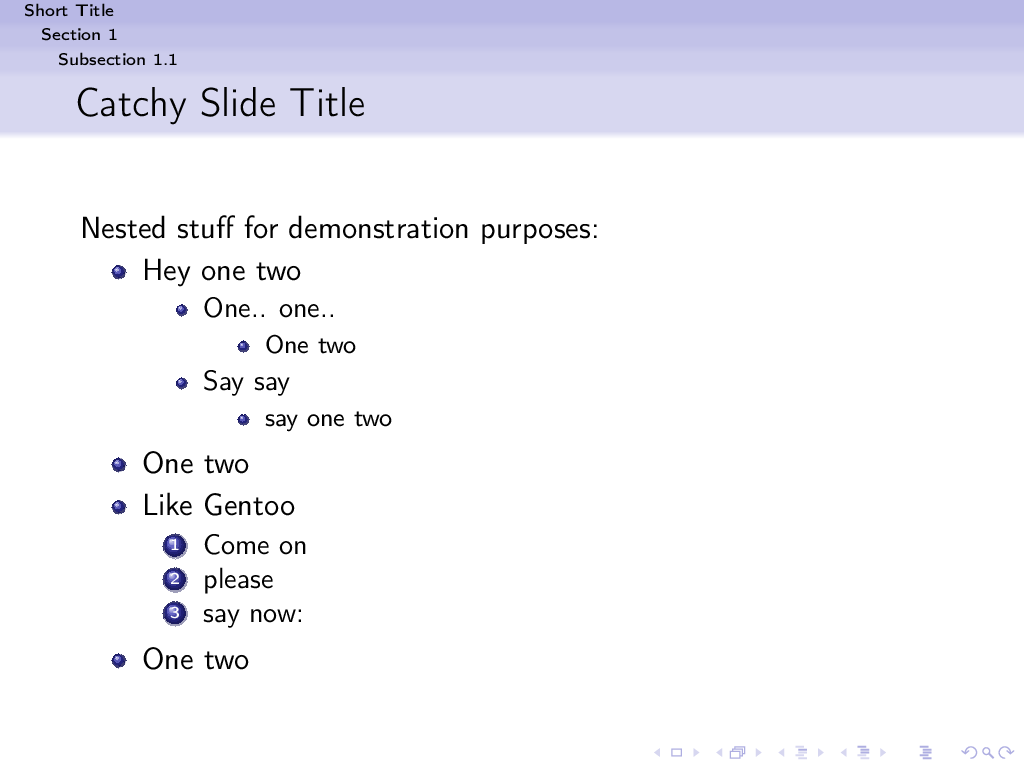 Short Title
Section 1
Subsection 1.1
Catchy Slide Title
Nested stuff for demonstration purposes:
Hey one two
One.. one..
One two
Say say
say one two
One two
Like Gentoo
1 Come on
2 please
3 say now:
One two